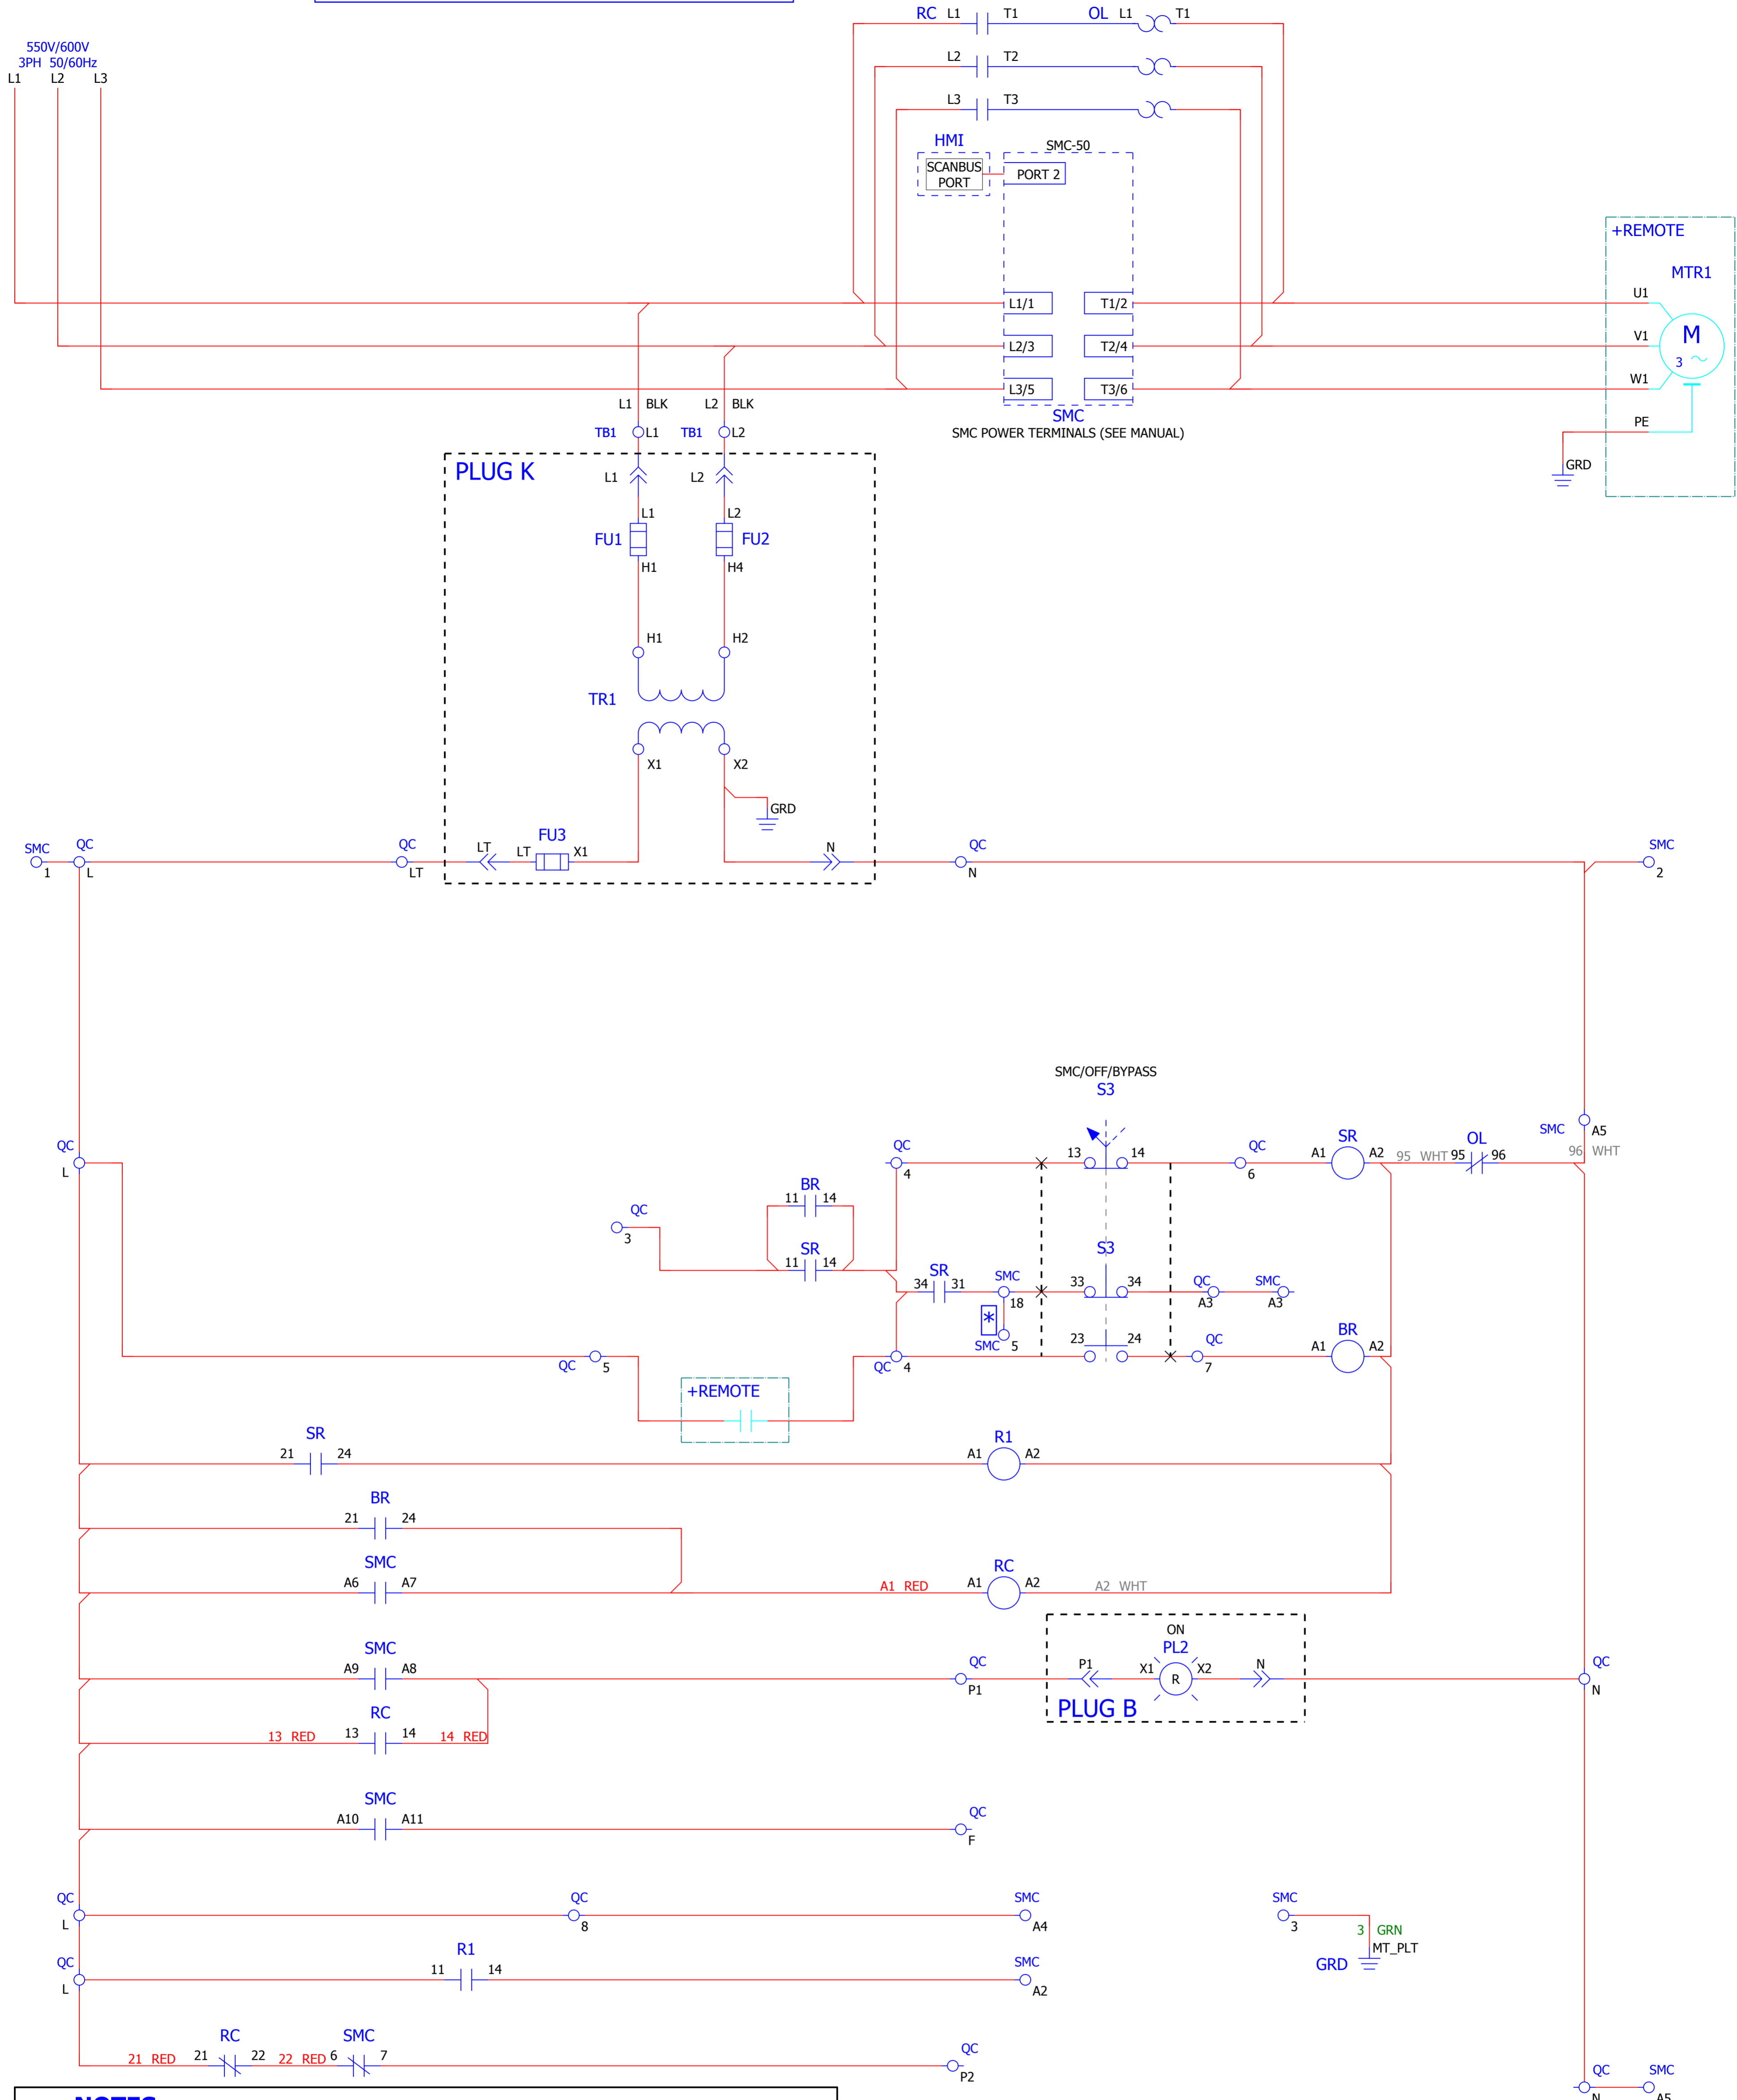 RC L1 T1 OL L1 T1
550V/600V
3PH 50/60Hz
L1 L2 L3
L2 T2
L3 T3
HMI
SMC-50
SCANBUS
PORT
PORT 2
+REMOTE
MTR1
L1/1 T1/2 U1
L2/3 T2/4 V1
M
3
L3/5 T3/6 W1
L1 BLK L2 BLK
SMC
SMC POWER TERMINALS (SEE MANUAL)
PE
TB1 L1 TB1 L2
GRD
PLUG K
L1 L2
L1 L2
FU1 FU2
H1 H4
H1 H2
TR1
X1 X2
GRD
FU3
SMC QC QC LT LT X1 N QC SMC
1 L LT N 2
SMC/OFF/BYPASS
S3
SMC A5
QC QC 13 14 QC SR OL
L 4 6 A1 A2 95 WHT 95 96 96 WHT
BR
11 14
QC
3
SR
11 14
S3
SR
34 31
SMC
18
33 34
QC SMC
A3 A3
*
SMC 5
23 24
QC
7
BR
A1 A2
QC 5
QC 4
+REMOTE
SR
21 24
R1
A1 A2
BR
21 24
SMC
A6 A7
A1 RED
RC
A1 A2
A2 WHT
ON
PL2
SMC
A9 A8
QC
P1
P1 X1 R X2 N
QC
N
PLUG B
RC
13 RED 13 14 14 RED
SMC
A10 A11
QC
F
QC QC SMC SMC
L 8 A4 3
3 GRN
MT_PLT
GRD
QC R1 SMC
L 11 14 A2
RC SMC
21 RED 21 22 22 RED 6 7
QC
P2
QC SMC
N A5
NOTES